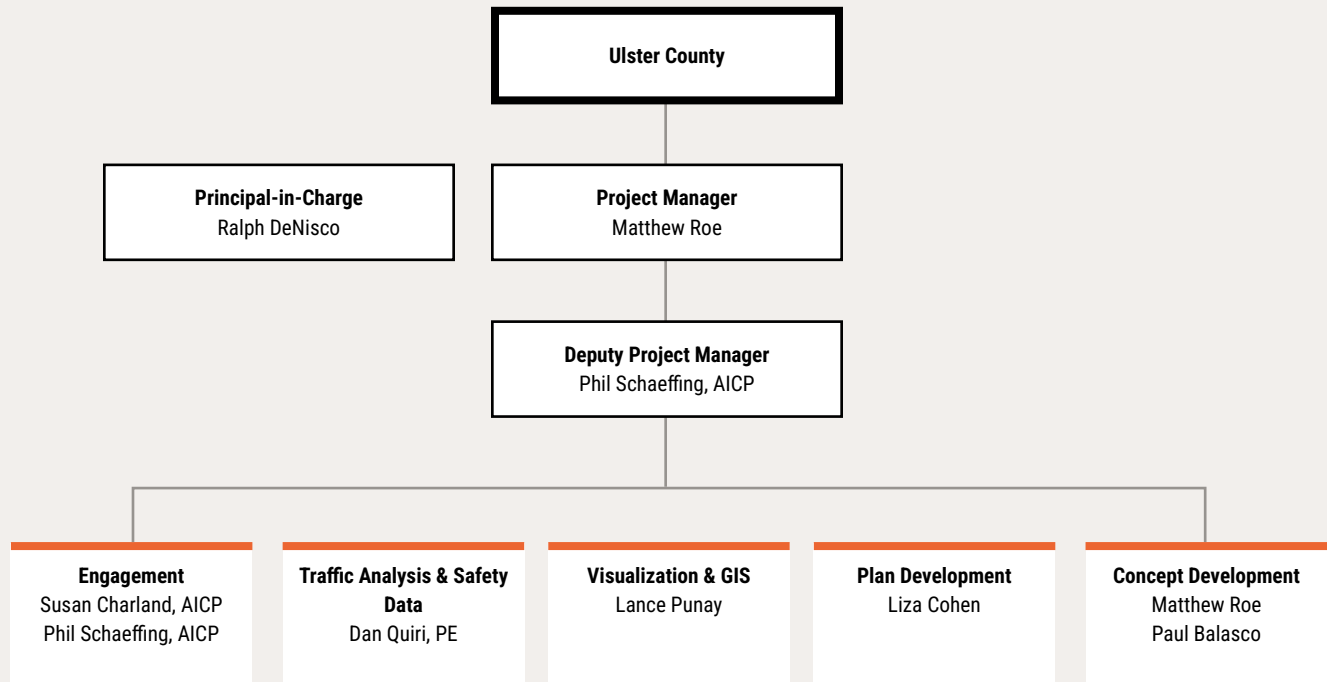 Ulster County
Principal-in-Charge
Ralph DeNisco
Project Manager
Matthew Roe
Deputy Project Manager
Phil Schaeffing, AICP
Engagement
Susan Charland, AICP
Phil Schaeffing, AICP
Traffic Analysis & Safety
Data
Dan Quiri, PE
Visualization & GIS
Lance Punay
Plan Development
Liza Cohen
Concept Development
Matthew Roe
Paul Balasco